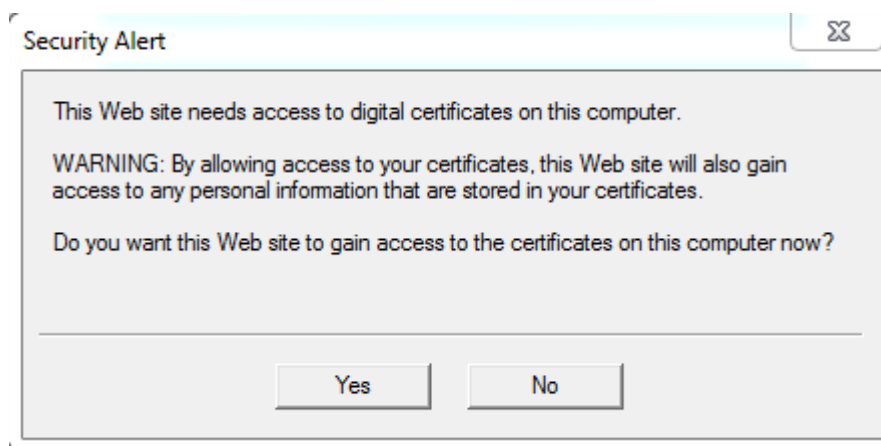 Security Alert
This Web site needs access to digital certificates on this computer.
WARNING: By allowing access to your certificates, this Web site will also gain
access to any personal information that are stored in your certificates.
Do you want this Web site to gain access to the certificates on this computer now?
Yes
No